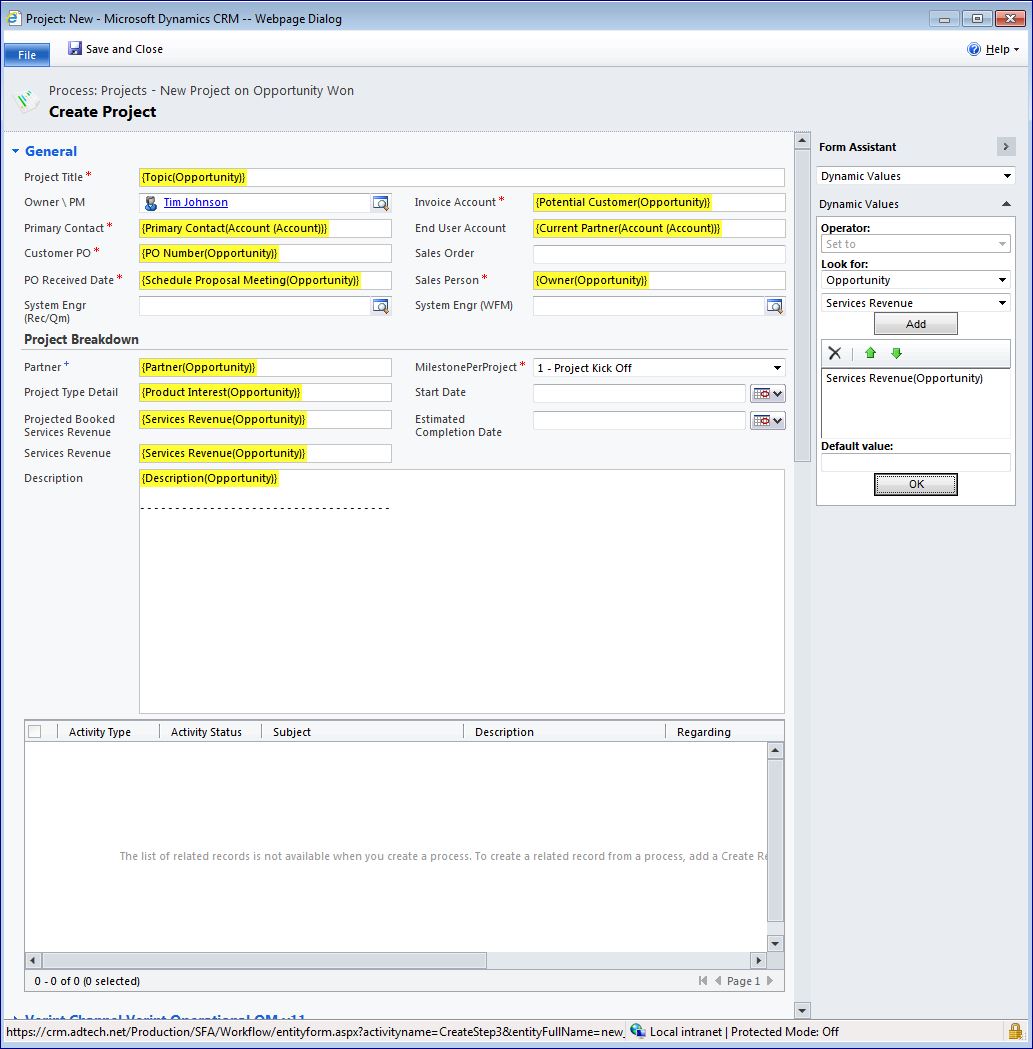 Project: New - Microsoft Dynamics CRM -- Webpage Dialog
File
Save and Close
Help
Process: Projects - New Project on Opportunity Won
Create Project
General
Project Title *
{Topic(Opportunity)}
Owner \ PM
Tim Johnson
Invoice Account *
{Potential Customer(Opportunity)}
Primary Contact *
{Primary Contact(Account (Account))}
End User Account
{Current Partner(Account (Account))}
Customer PO *
{PO Number(Opportunity)}
Sales Order
PO Received Date *
{Schedule Proposal Meeting(Opportunity)}
Sales Person *
{Owner(Opportunity)}
System Engr
(Rec/Qm)
System Engr (WFM)
Project Breakdown
Partner +
{Partner(Opportunity)}
MilestonePerProject *
1 - Project Kick Off
Project Type Detail
{Product Interest(Opportunity)}
Start Date
Projected Booked
Services Revenue
{Services Revenue(Opportunity)}
Estimated
Completion Date
Services Revenue
{Services Revenue(Opportunity)}
Description
{Description(Opportunity)}
- - - - - - - - - - - - - - - - - - - - - - - - - - - - - - - - - - - -
Activity Type
Activity Status
Subject
Description
Regarding
The list of related records is not available when you create a process. To create a related record from a process, add a Create Re
0 - 0 of 0 (0 selected)
Page 1
Form Assistant
Dynamic Values
Dynamic Values
Operator:
Set to
Look for:
Opportunity
Services Revenue
Add
Services Revenue(Opportunity)
Default value:
OK
Verint Channel Verint Operational QM v11
https://crm.adtech.net/Production/SFA/Workflow/entityform.aspx?activityname=CreateStep3&entityFullName=new_
Local intranet | Protected Mode: Off